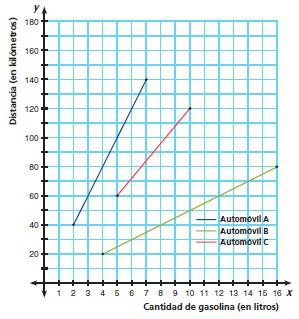 y
Distancia (en kilómetros)
180
160
140
120
100
80
60
40
20
Automóvil A
Automóvil B
Automóvil C
1 2 3 4 5 6 7 8 9 10 11 12 13 14 15 16 x
Cantidad de gasolina (en litros)